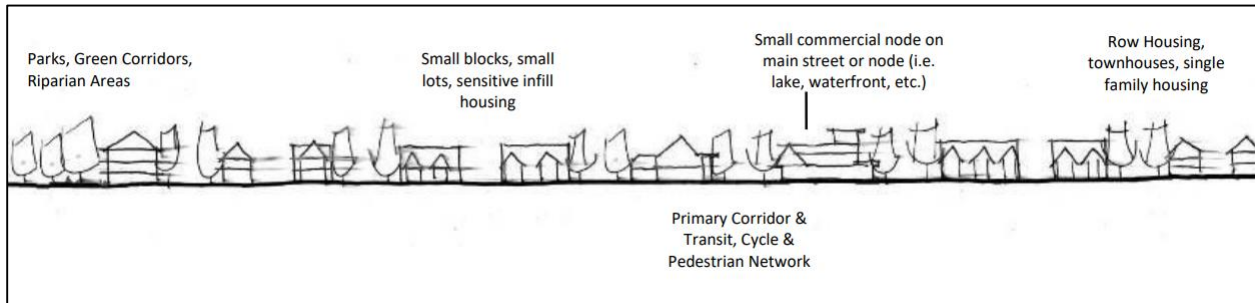 Parks, Green Corridors,
Riparian Areas
Small blocks, small
lots, sensitive infill
housing
Small commercial node on
main street or node (i.e.
lake, waterfront, etc.)
Row Housing,
townhouses, single
family housing
Primary Corridor &
Transit, Cycle &
Pedestrian Network